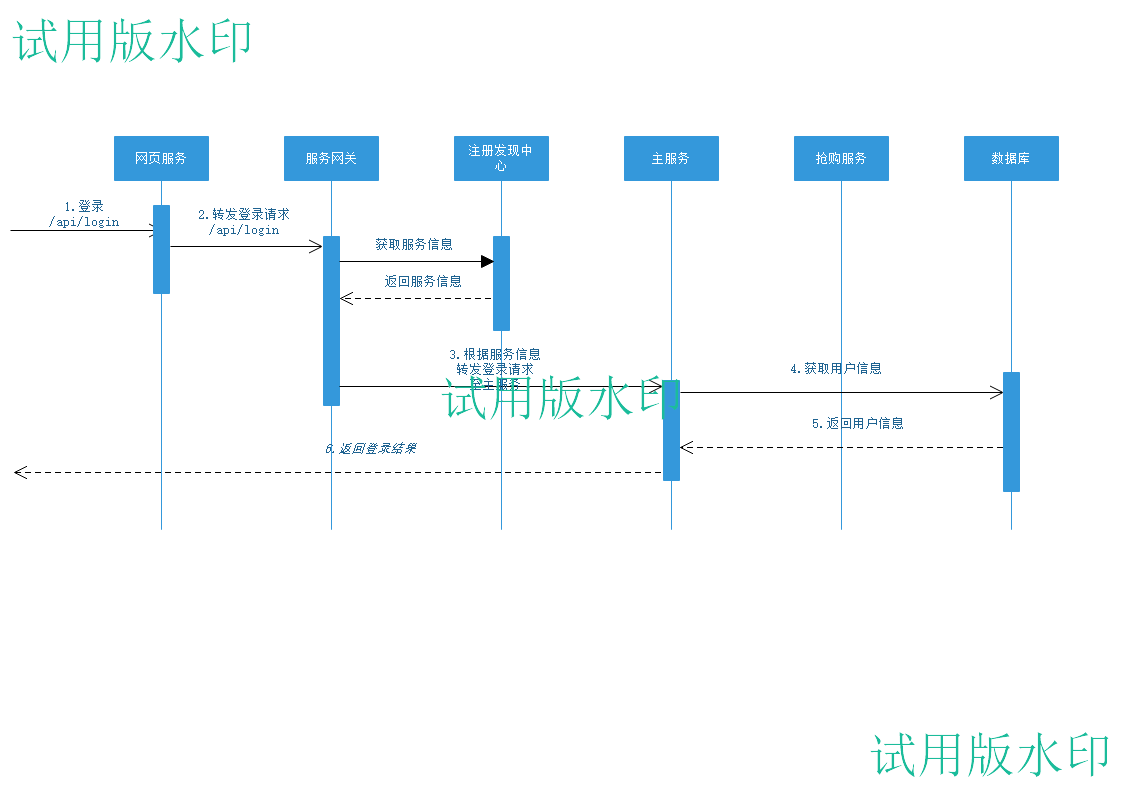 试用版水印
网页服务
服务网关
注册发现中
心
主服务
抢购服务
数据库
1.登录
/api/login
2.转发登录请求
/api/login
获取服务信息
返回服务信息
3.根据服务信息
转发登录请求
至主服务
试用版水印
4.获取用户信息
5.返回用户信息
6.返回登录结果
试用版水印